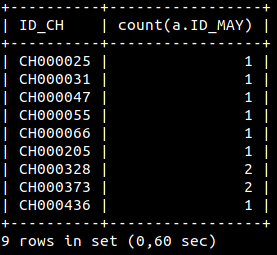 +----------+-----------------+
| ID_CH    | count(a.ID_MAY) |
+----------+-----------------+
| CH000025 |               1 |
| CH000031 |               1 |
| CH000047 |               1 |
| CH000055 |               1 |
| CH000066 |               1 |
| CH000205 |               1 |
| CH000328 |               2 |
| CH000373 |               2 |
| CH000436 |               1 |
+----------+-----------------+
9 rows in set (0,60 sec)